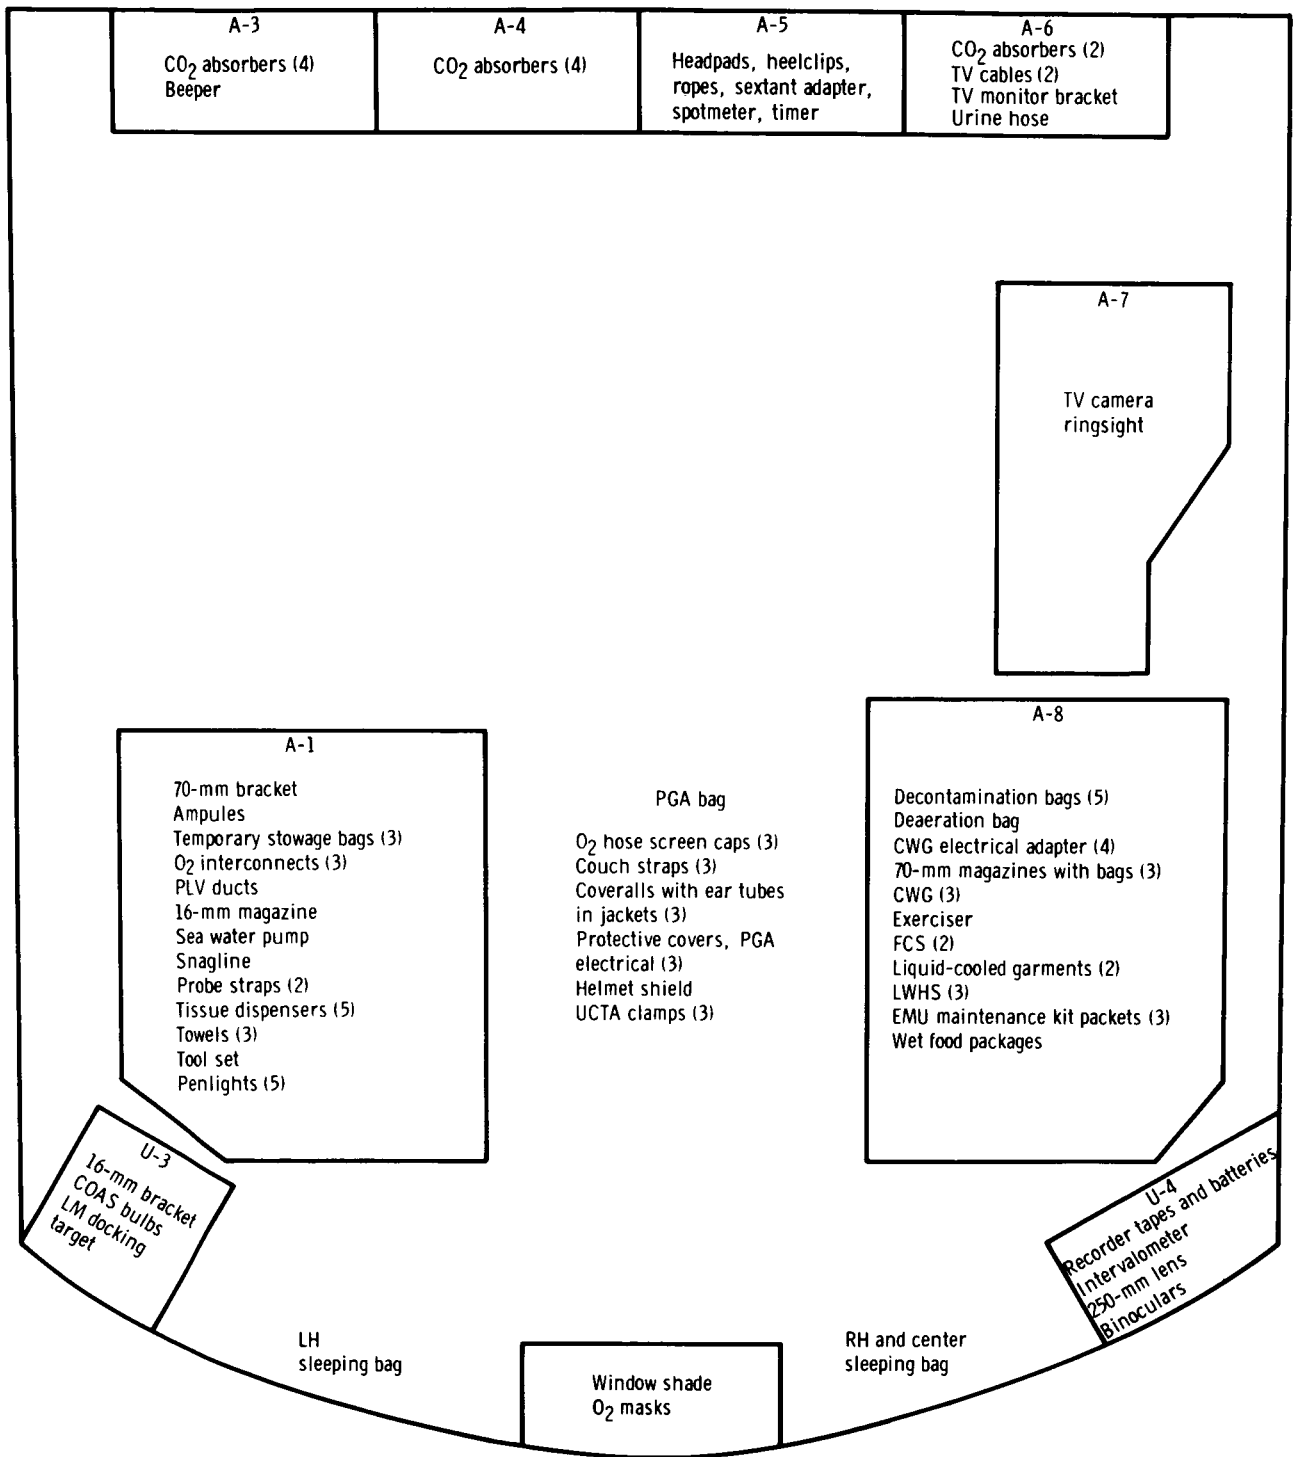 A-3
CO₂ absorbers (4)
Beeper
A-4
CO₂ absorbers (4)
A-5
Headpads, heelclips,
ropes, sextant adapter,
spotmeter, timer
A-6
CO₂ absorbers (2)
TV cables (2)
TV monitor bracket
Urine hose
A-7
TV camera
ringsight
A-1
70-mm bracket
Ampules
Temporary stowage bags (3)
O₂ interconnects (3)
PLV ducts
16-mm magazine
Sea water pump
Snagline
Probe straps (2)
Tissue dispensers (5)
Towels (3)
Tool set
Penlights (5)
PGA bag
O₂ hose screen caps (3)
Couch straps (3)
Coveralls with ear tubes
in jackets (3)
Protective covers, PGA
electrical (3)
Helmet shield
UCTA clamps (3)
A-8
Decontamination bags (5)
Deaeration bag
CWG electrical adapter (4)
70-mm magazines with bags (3)
CWG (3)
Exerciser
FCS (2)
Liquid-cooled garments (2)
LWHS (3)
EMU maintenance kit packets (3)
Wet food packages
U-3
16-mm bracket
COAS bulbs
LM docking
target
U-4
Recorder tapes and batteries
Intervalometer
250-mm lens
Binoculars
LH
sleeping bag
Window shade
O₂ masks
RH and center
sleeping bag